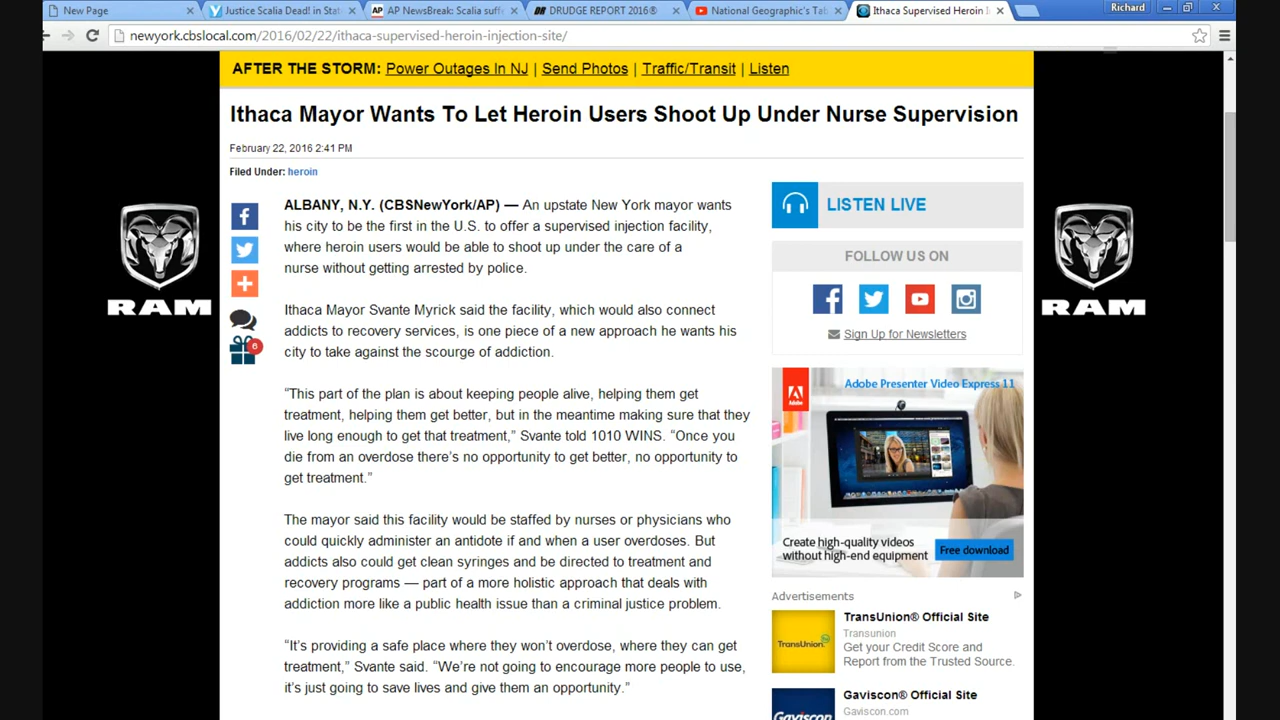 New Page
Justice Scalia Dead! in Stat
AP NewsBreak: Scalia suffe
DRUDGE REPORT 2016®
National Geographic's Tab
Ithaca Supervised Heroin I
Richard
newyork.cbslocal.com/2016/02/22/ithaca-supervised-heroin-injection-site/
AFTER THE STORM: Power Outages In NJ | Send Photos | Traffic/Transit | Listen
Ithaca Mayor Wants To Let Heroin Users Shoot Up Under Nurse Supervision
February 22, 2016 2:41 PM
Filed Under: heroin
ALBANY, N.Y. (CBSNewYork/AP) — An upstate New York mayor wants
his city to be the first in the U.S. to offer a supervised injection facility,
where heroin users would be able to shoot up under the care of a
nurse without getting arrested by police.
Ithaca Mayor Svante Myrick said the facility, which would also connect
addicts to recovery services, is one piece of a new approach he wants his
city to take against the scourge of addiction.
“This part of the plan is about keeping people alive, helping them get
treatment, helping them get better, but in the meantime making sure that they
live long enough to get that treatment,” Svante told 1010 WINS. “Once you
die from an overdose there’s no opportunity to get better, no opportunity to
get treatment.”
The mayor said this facility would be staffed by nurses or physicians who
could quickly administer an antidote if and when a user overdoses. But
addicts also could get clean syringes and be directed to treatment and
recovery programs — part of a more holistic approach that deals with
addiction more like a public health issue than a criminal justice problem.
“It’s providing a safe place where they won’t overdose, where they can get
treatment,” Svante said. “We’re not going to encourage more people to use,
it’s just going to save lives and give them an opportunity.”
6
RAM
RAM
LISTEN LIVE
FOLLOW US ON
Sign Up for Newsletters
Adobe
Adobe Presenter Video Express 11
Create high-quality videos
without high-end equipment
Free download
Advertisements
TransUnion
TransUnion® Official Site
Transunion
Get your Credit Score and
Report from the Trusted Source.
Gaviscon
Gaviscon® Official Site
Gaviscon.com